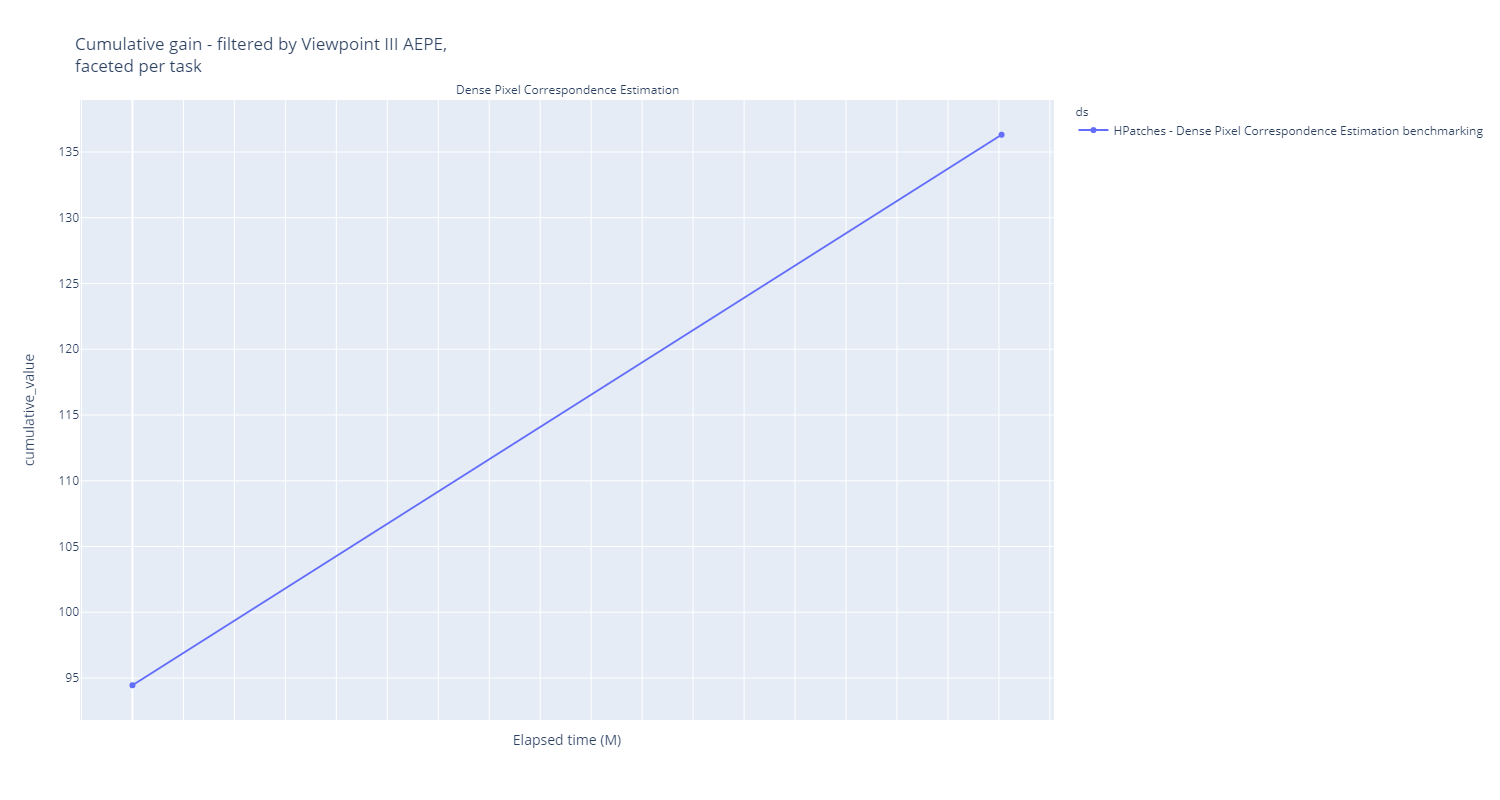 Cumulative gain - filtered by Viewpoint III AEPE,
faceted per task
Dense Pixel Correspondence Estimation
ds
HPatches - Dense Pixel Correspondence Estimation benchmarking
135
130
125
120
115
110
105
100
95
cumulative_value
Elapsed time (M)